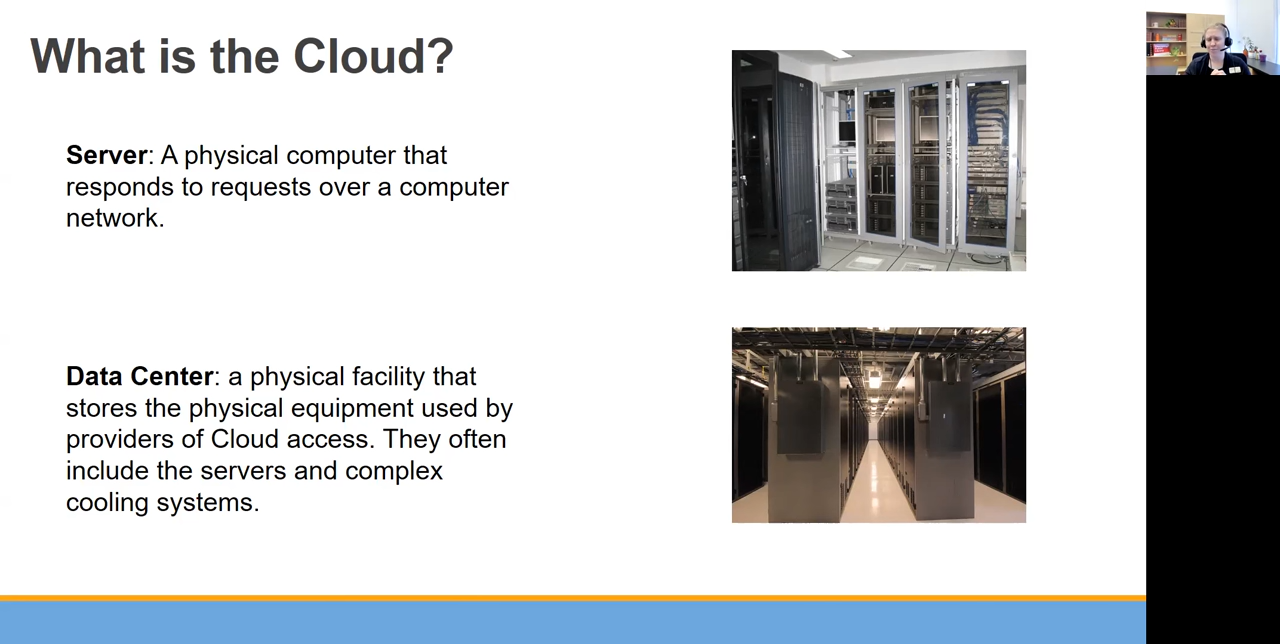 What is the Cloud?
Server: A physical computer that
responds to requests over a computer
network.
Data Center: a physical facility that
stores the physical equipment used by
providers of Cloud access. They often
include the servers and complex
cooling systems.